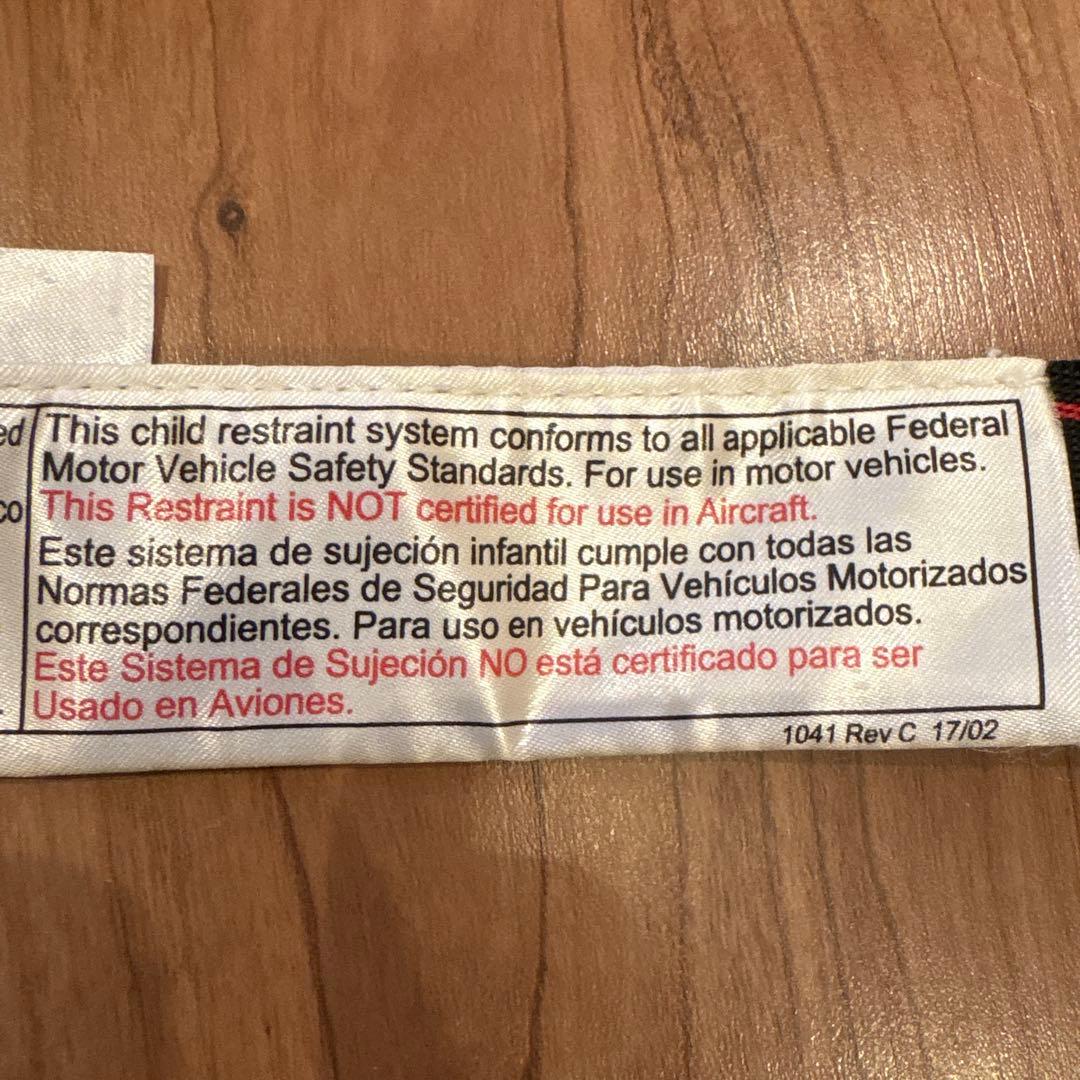 ed
co
This child restraint system conforms to all applicable Federal
Motor Vehicle Safety Standards. For use in motor vehicles.
This Restraint is NOT certified for use in Aircraft.
Este sistema de sujeción infantil cumple con todas las
Normas Federales de Seguridad Para Vehículos Motorizados
correspondientes. Para uso en vehículos motorizados.
Este Sistema de Sujeción NO está certificado para ser
Usado en Aviones.
1041 Rev C 17/02